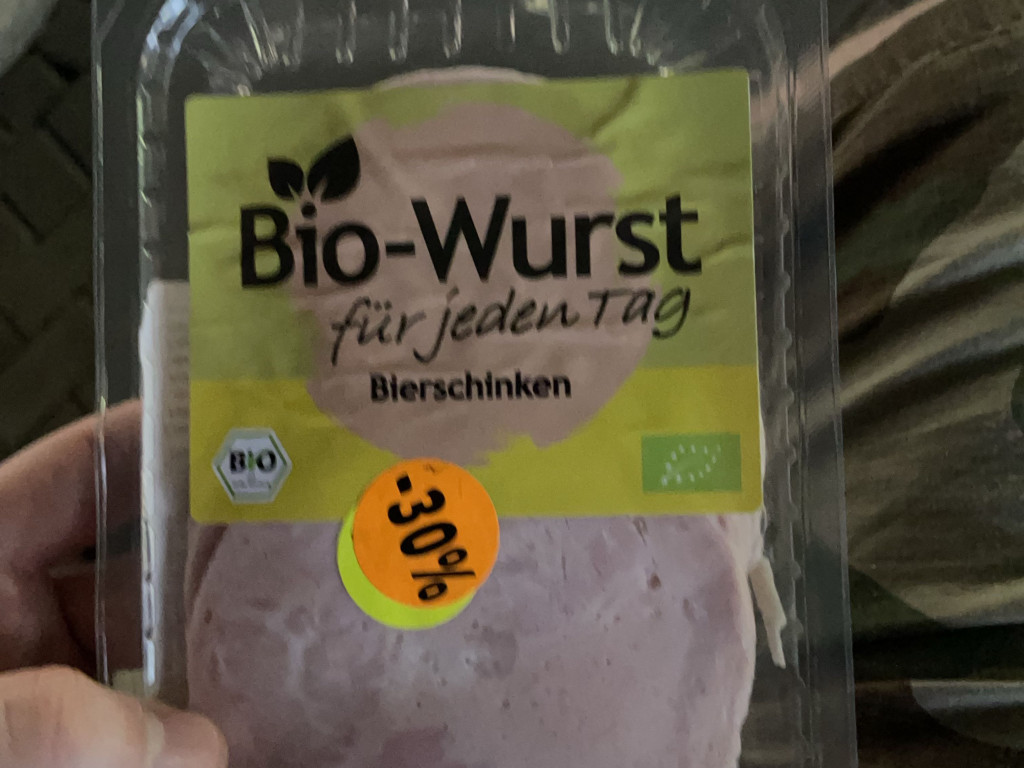 Bio-Wurst
für jeden Tag
Bierschinken
BIO
-30%